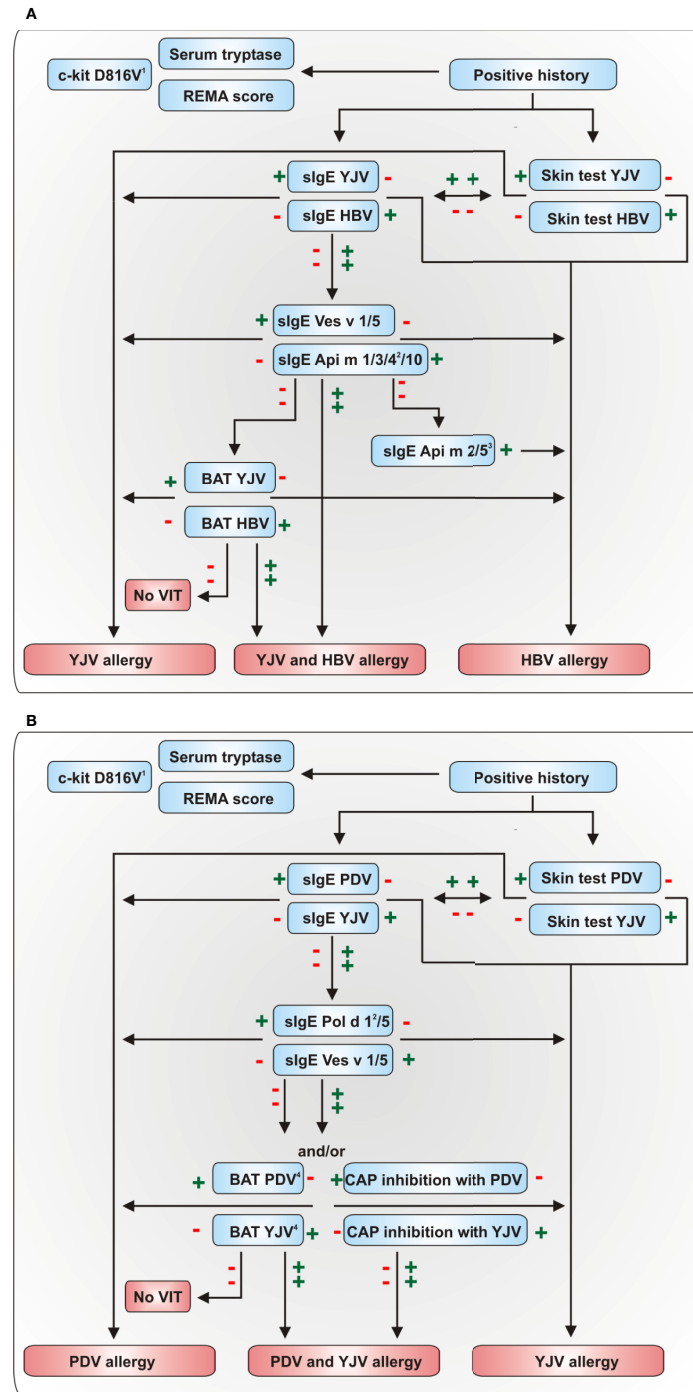 A
Serum tryptase
c-kit D816V¹
REMA score
Positive history
+ sIgE YJV -
+ +
+ Skin test YJV -
- sIgE HBV +
- -
- Skin test HBV +
- +
- +
+ sIgE Ves v 1/5 -
- sIgE Api m 1/3/4²/10 +
- + -
- + -
sIgE Api m 2/5³ +
+ BAT YJV -
- BAT HBV +
- +
- +
No VIT
YJV allergy
YJV and HBV allergy
HBV allergy
B
Serum tryptase
c-kit D816V¹
REMA score
Positive history
+ sIgE PDV -
+ +
+ Skin test PDV -
- sIgE YJV +
- -
- Skin test YJV +
- +
- +
+ sIgE Pol d 1²/5 -
- sIgE Ves v 1/5 +
- +
- +
and/or
+ BAT PDV⁴ -
+ CAP inhibition with PDV -
- BAT YJV⁴ +
- CAP inhibition with YJV +
- + - +
- + - +
No VIT
PDV allergy
PDV and YJV allergy
YJV allergy